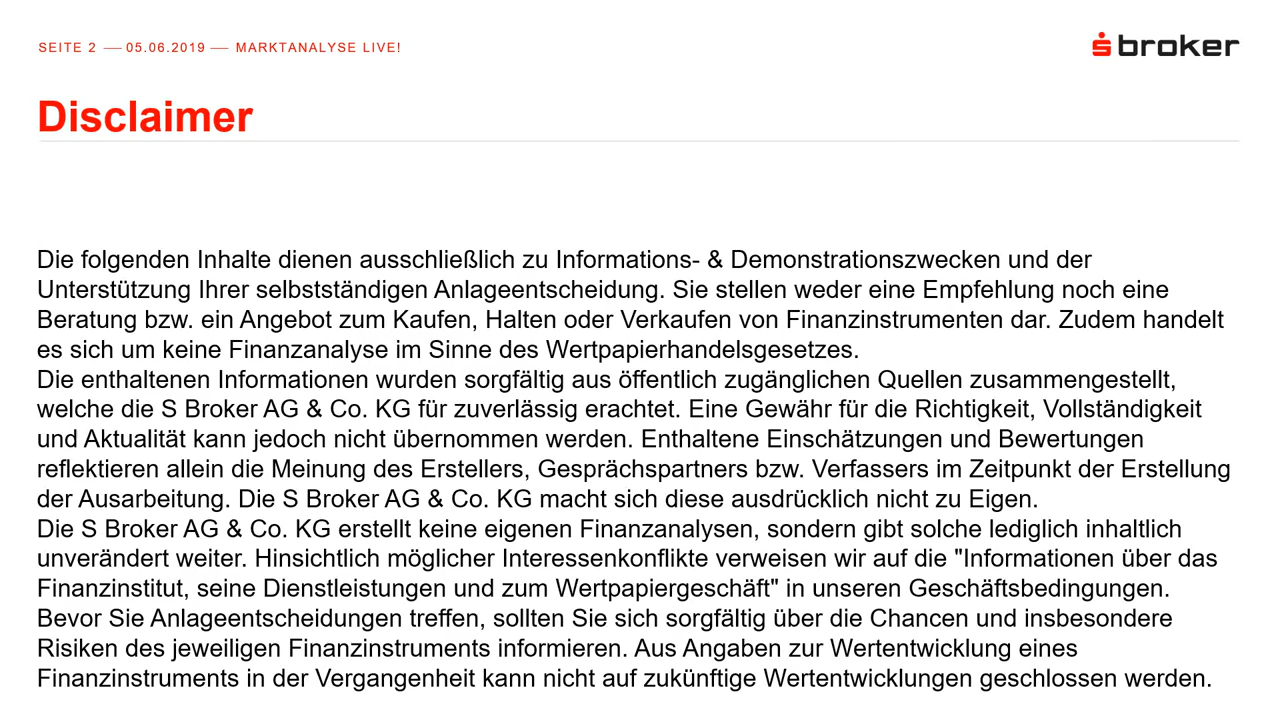 SEITE 2 — 05.06.2019 — MARKTANALYSE LIVE!
broker
Disclaimer
Die folgenden Inhalte dienen ausschließlich zu Informations- & Demonstrationszwecken und der
Unterstützung Ihrer selbstständigen Anlageentscheidung. Sie stellen weder eine Empfehlung noch eine
Beratung bzw. ein Angebot zum Kaufen, Halten oder Verkaufen von Finanzinstrumenten dar. Zudem handelt
es sich um keine Finanzanalyse im Sinne des Wertpapierhandelsgesetzes.
Die enthaltenen Informationen wurden sorgfältig aus öffentlich zugänglichen Quellen zusammengestellt,
welche die S Broker AG & Co. KG für zuverlässig erachtet. Eine Gewähr für die Richtigkeit, Vollständigkeit
und Aktualität kann jedoch nicht übernommen werden. Enthaltene Einschätzungen und Bewertungen
reflektieren allein die Meinung des Erstellers, Gesprächspartners bzw. Verfassers im Zeitpunkt der Erstellung
der Ausarbeitung. Die S Broker AG & Co. KG macht sich diese ausdrücklich nicht zu Eigen.
Die S Broker AG & Co. KG erstellt keine eigenen Finanzanalysen, sondern gibt solche lediglich inhaltlich
unverändert weiter. Hinsichtlich möglicher Interessenkonflikte verweisen wir auf die "Informationen über das
Finanzinstitut, seine Dienstleistungen und zum Wertpapiergeschäft" in unseren Geschäftsbedingungen.
Bevor Sie Anlageentscheidungen treffen, sollten Sie sich sorgfältig über die Chancen und insbesondere
Risiken des jeweiligen Finanzinstruments informieren. Aus Angaben zur Wertentwicklung eines
Finanzinstruments in der Vergangenheit kann nicht auf zukünftige Wertentwicklungen geschlossen werden.